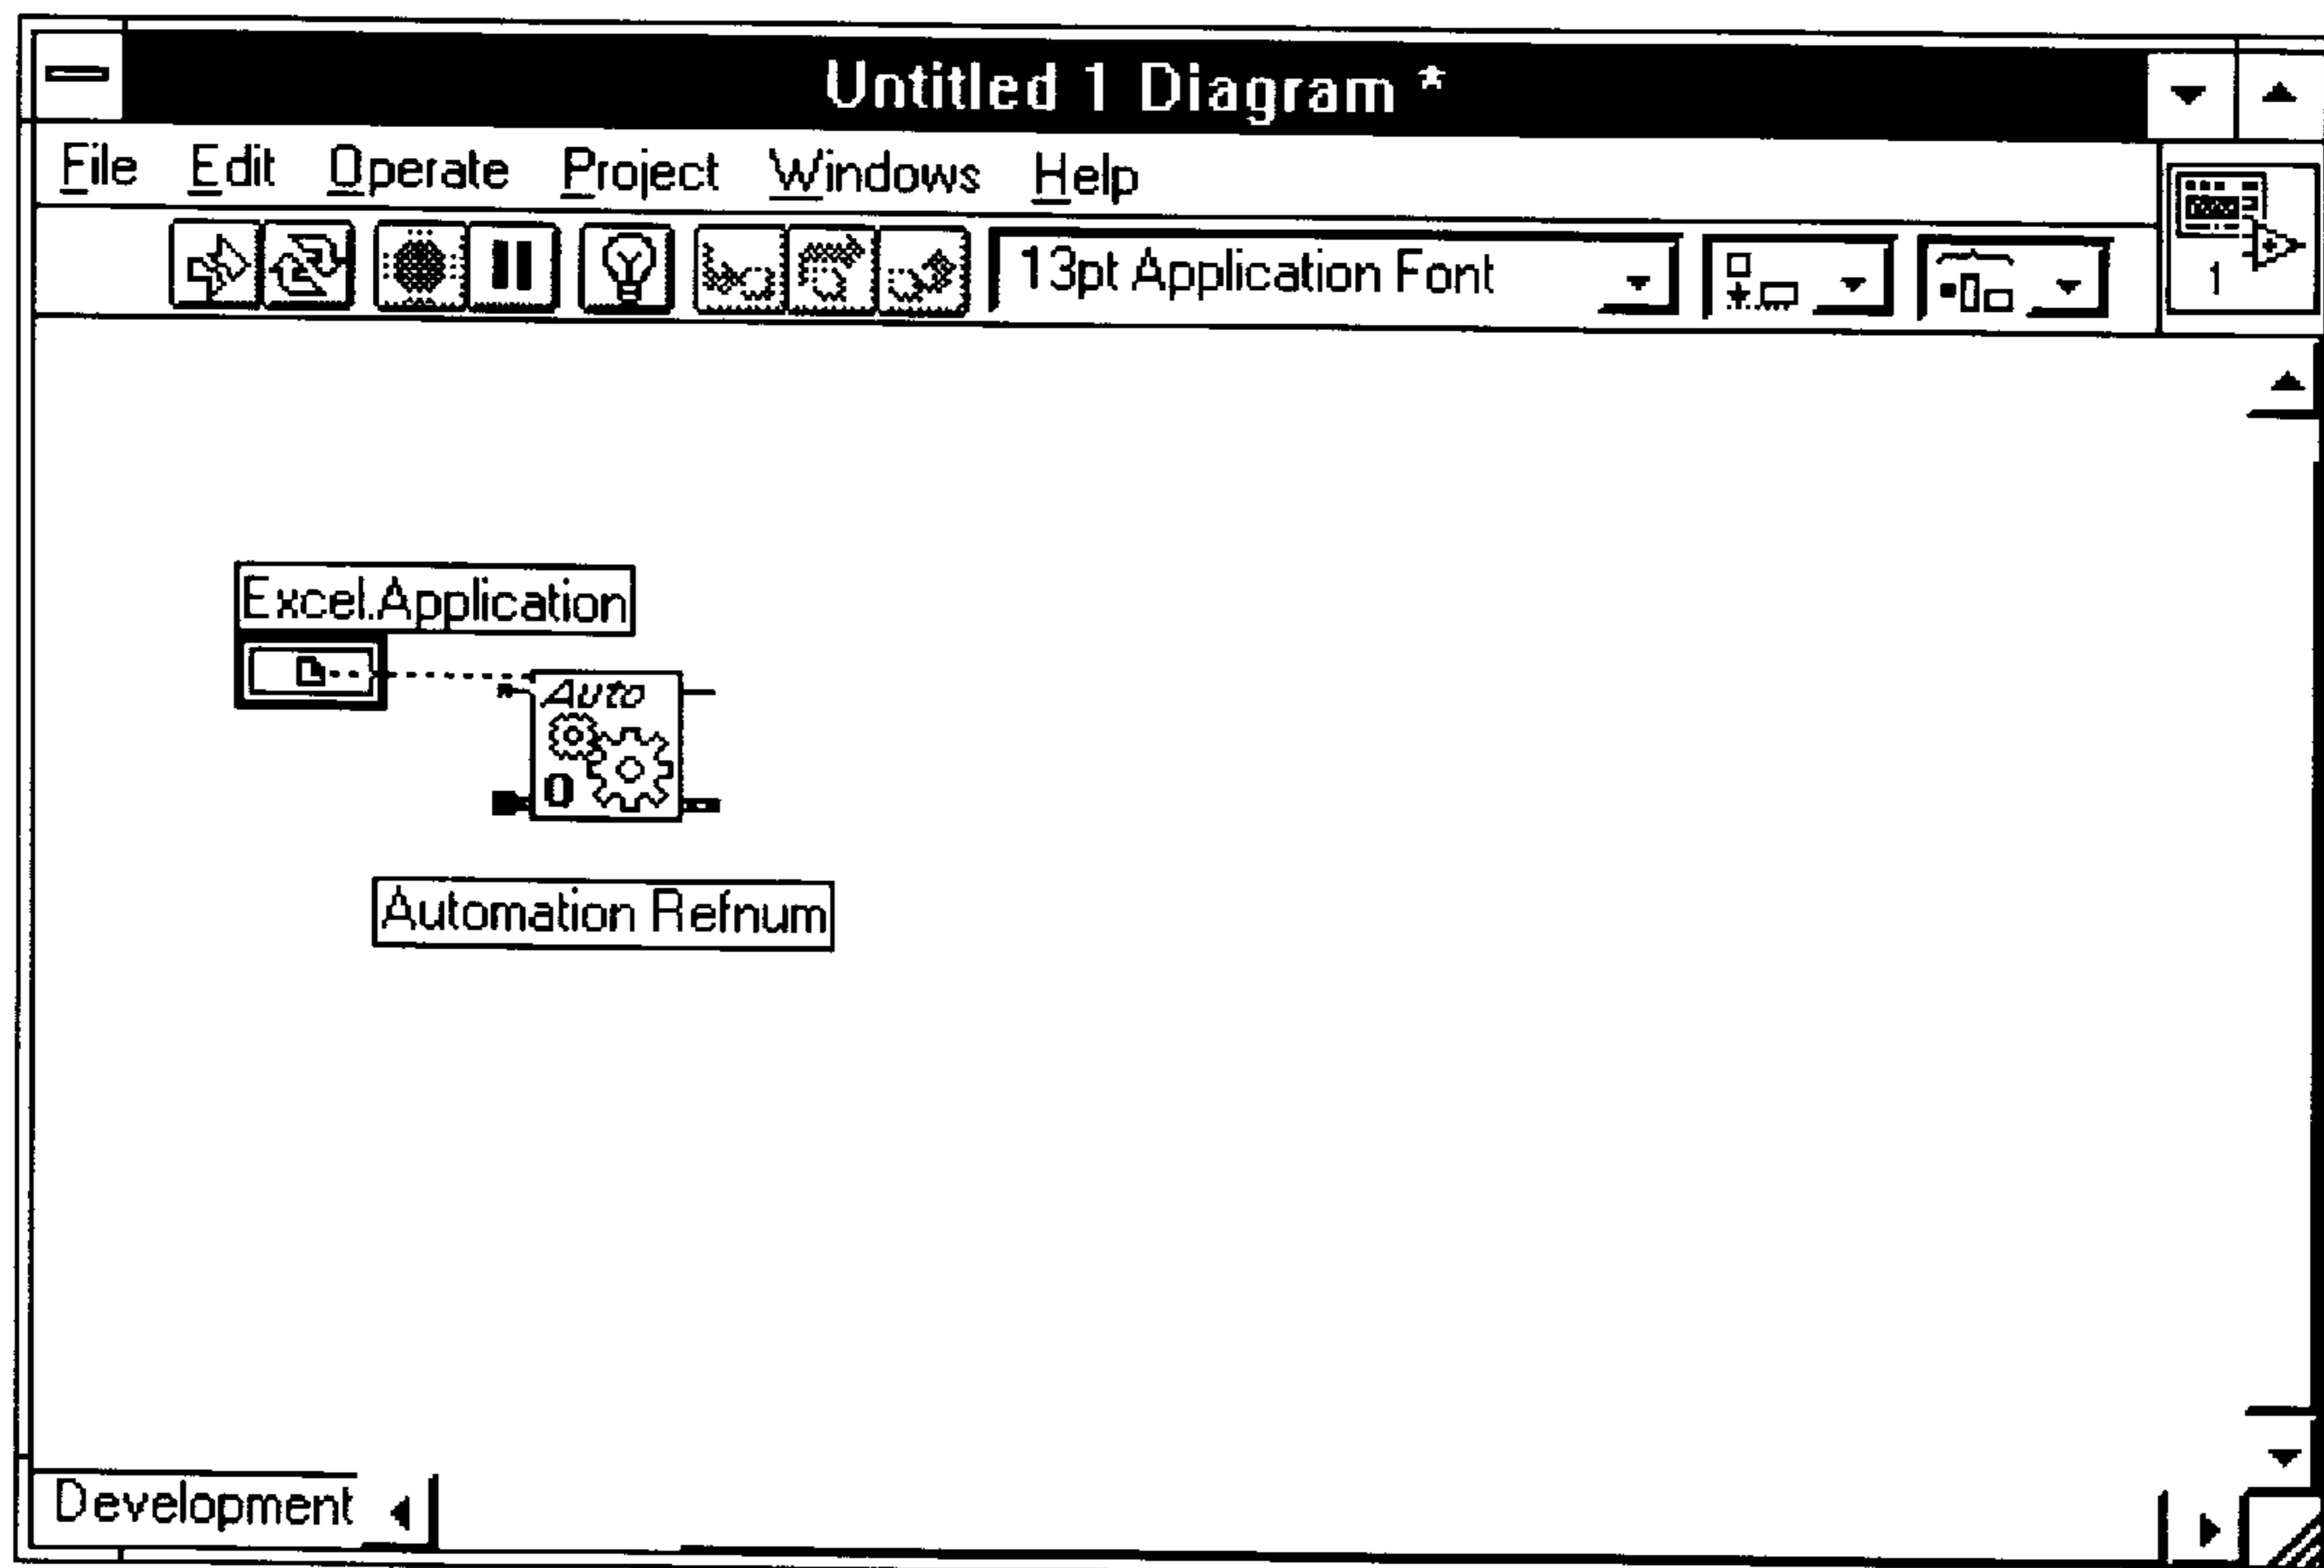 Untitled 1 Diagram *
File Edit Operate Project Windows Help
13pt Application Font
1
Excel.Application
Auto
0
Automation Refnum
Development